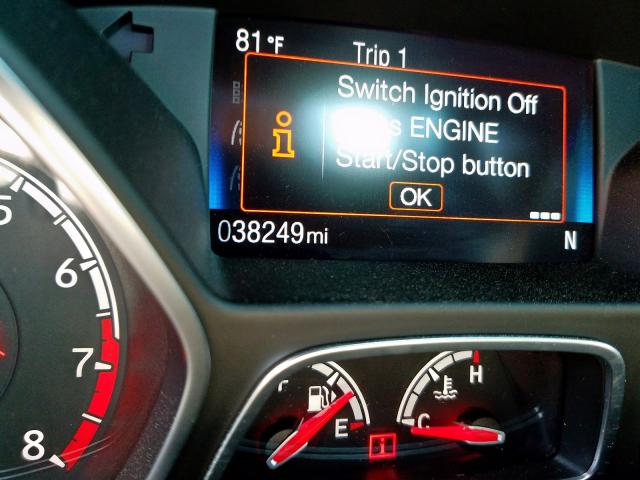 81°F Trip 1
Switch Ignition Off
ENGINE
Start/Stop button
OK
038249mi N
5
6
7
8
E
C
H